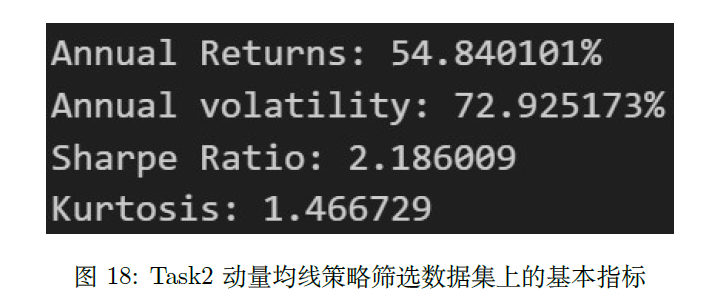 Annual Returns: 54.840101%
Annual volatility: 72.925173%
Sharpe Ratio: 2.186009
Kurtosis: 1.466729
图 18: Task2 动量均线策略筛选数据集上的基本指标